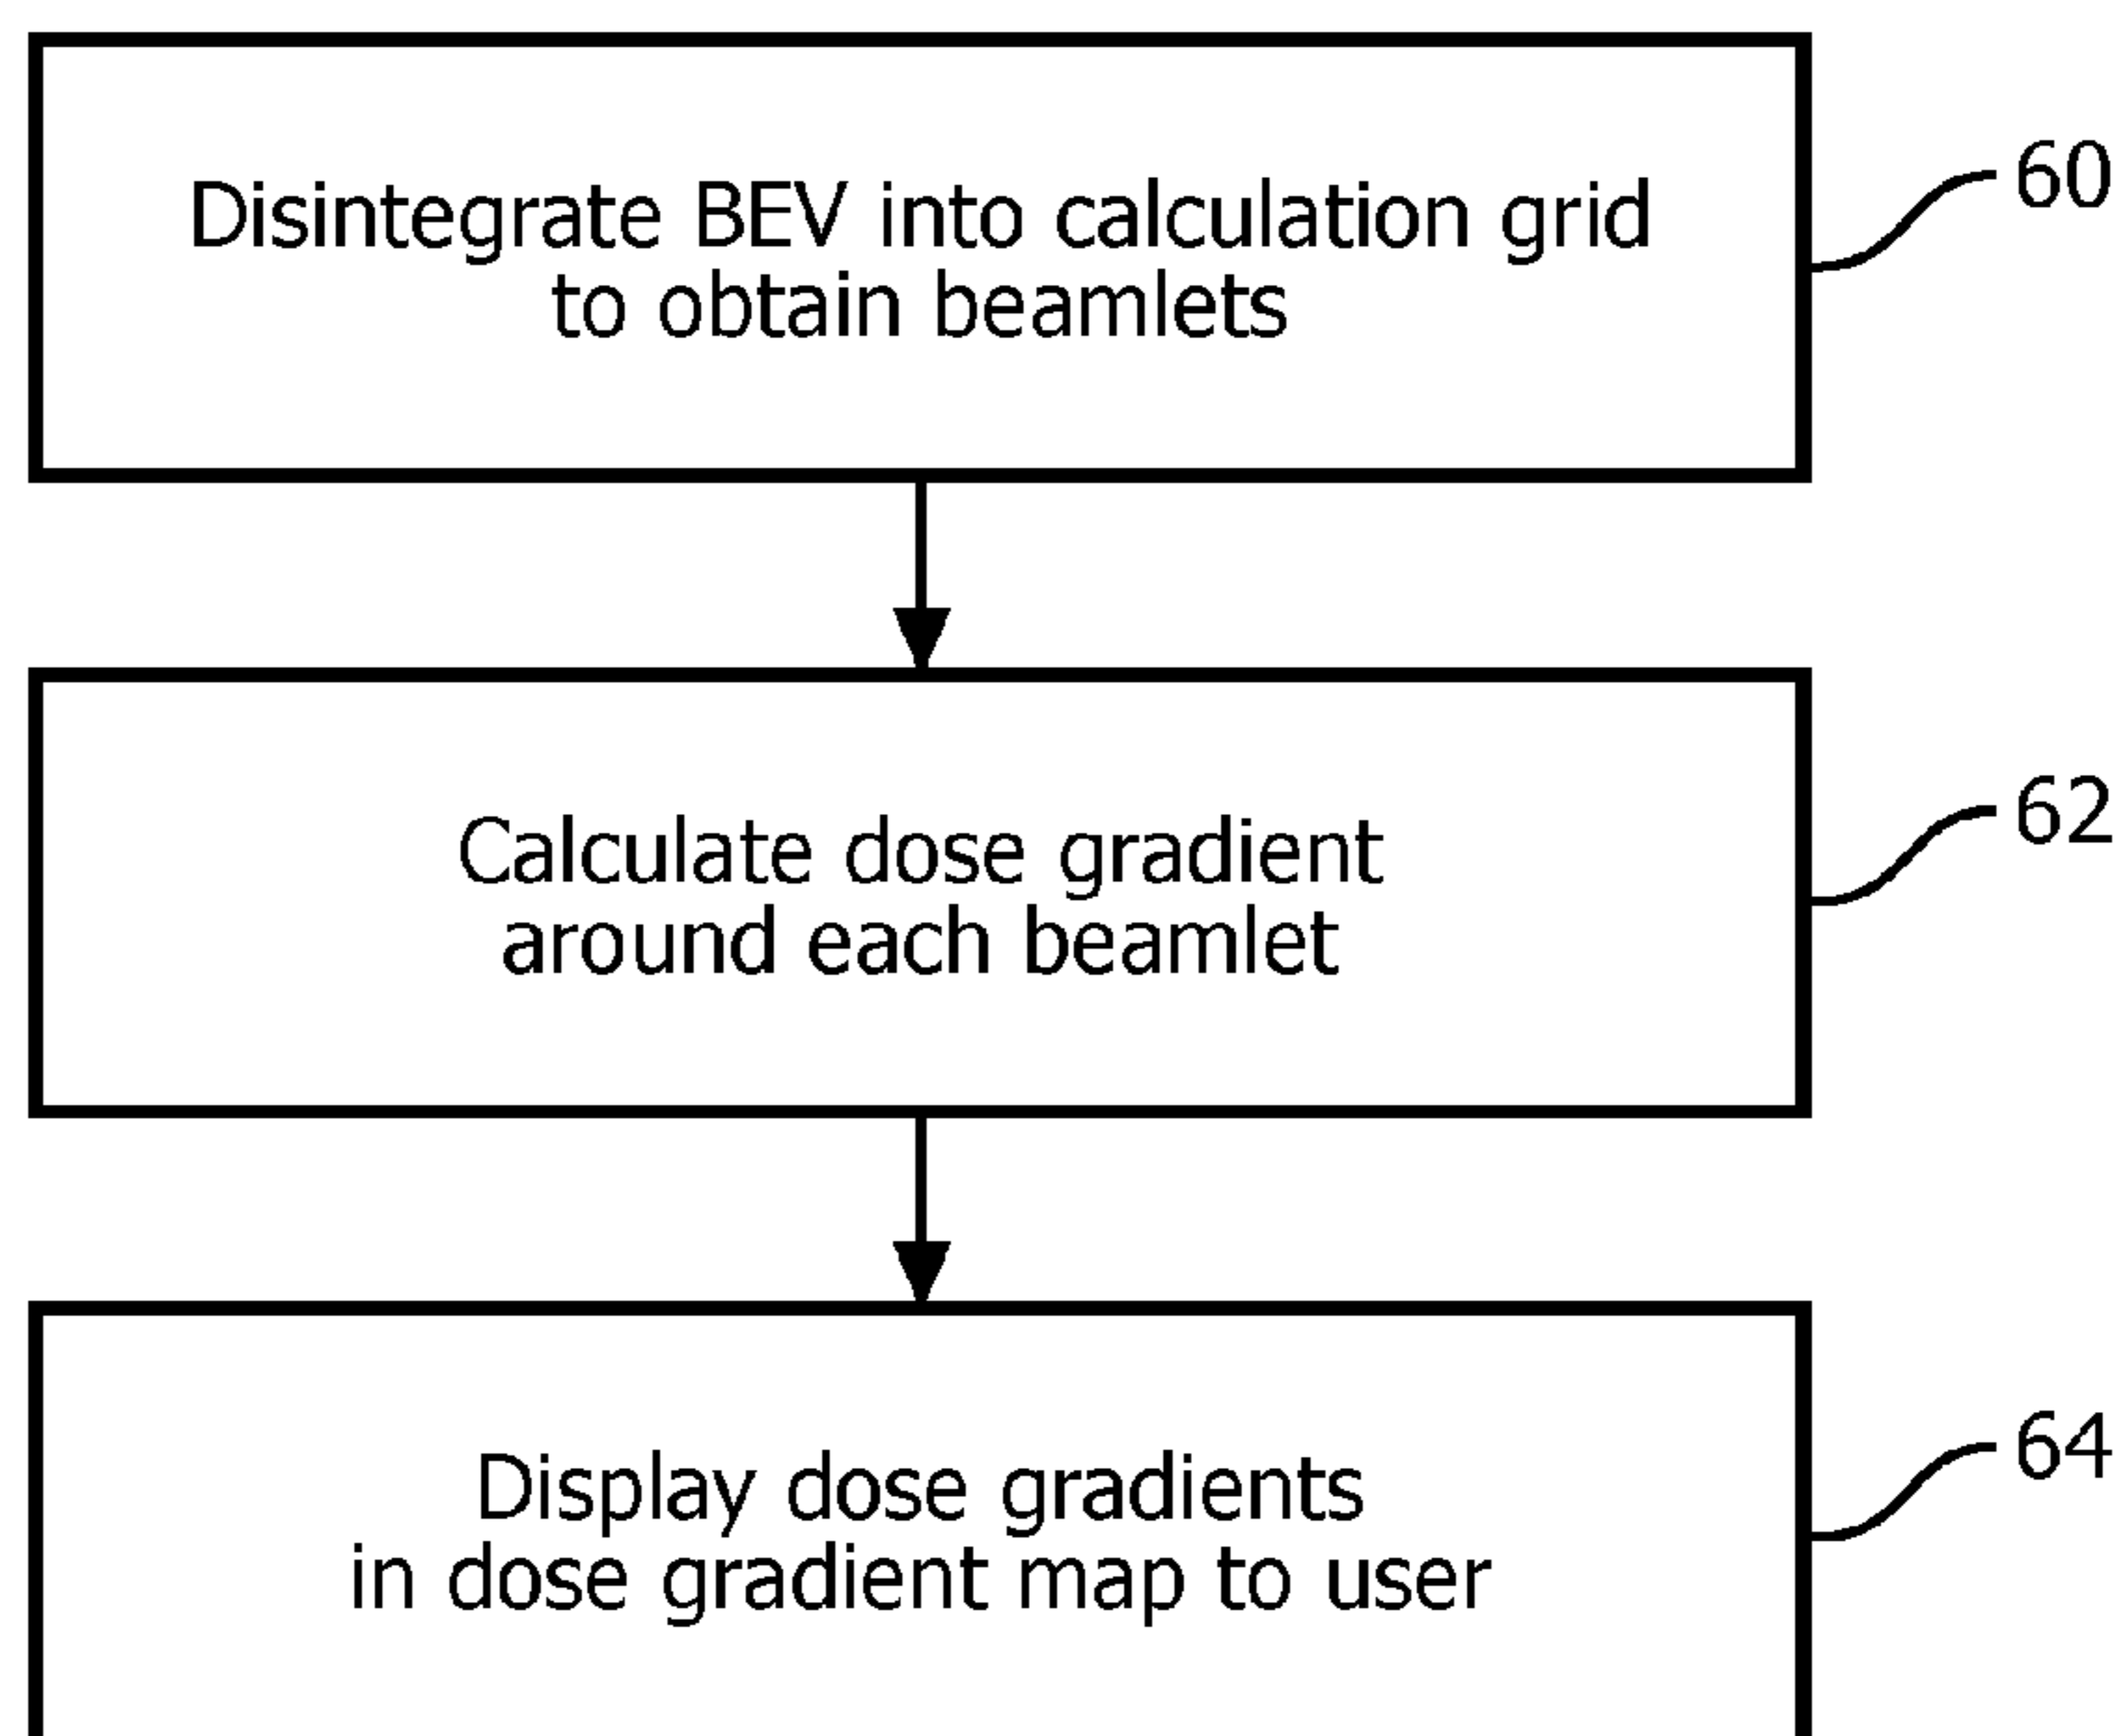 Disintegrate BEV into calculation grid
to obtain beamlets
60
Calculate dose gradient
around each beamlet
62
Display dose gradients
in dose gradient map to user
64